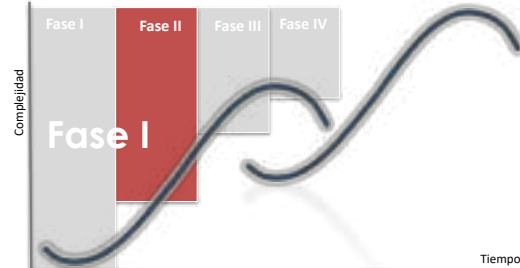 Fase I
Fase II
Fase III
Fase IV
Complejidad
Fase I
Tiempo